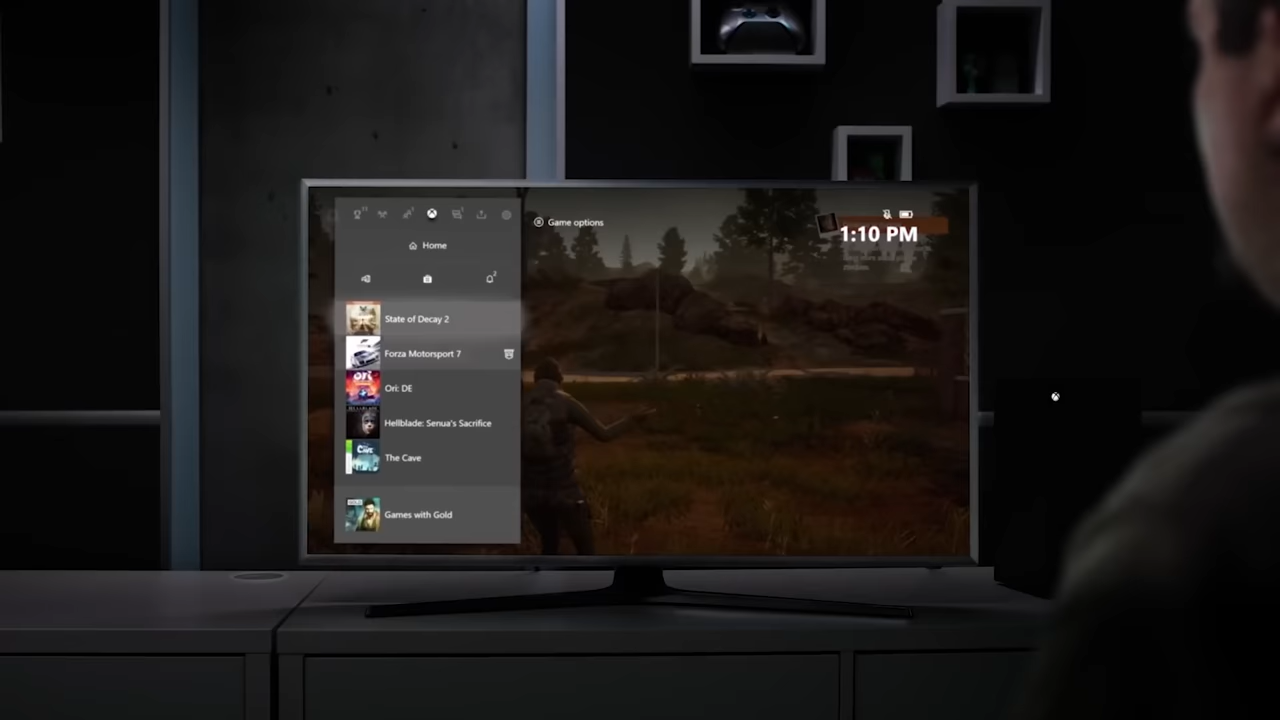 Home
2
State of Decay 2
Forza Motorsport 7
Ori: DE
Hellblade: Senua's Sacrifice
The Cave
Games with Gold
Game options
1:10 PM